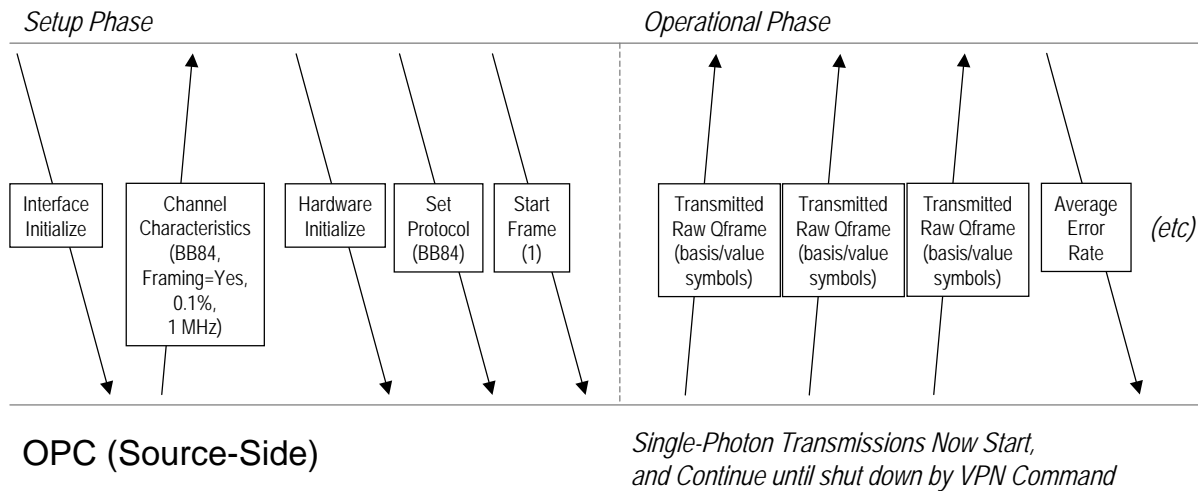 Setup Phase
Operational Phase
Interface
Initialize
Channel
Characteristics
(BB84,
Framing=Yes,
0.1%,
1 MHz)
Hardware
Initialize
Set
Protocol
(BB84)
Start
Frame
(1)
Transmitted
Raw Qframe
(basis/value
symbols)
Transmitted
Raw Qframe
(basis/value
symbols)
Transmitted
Raw Qframe
(basis/value
symbols)
Average
Error
Rate
(etc)
OPC (Source-Side)
Single-Photon Transmissions Now Start,
and Continue until shut down by VPN Command